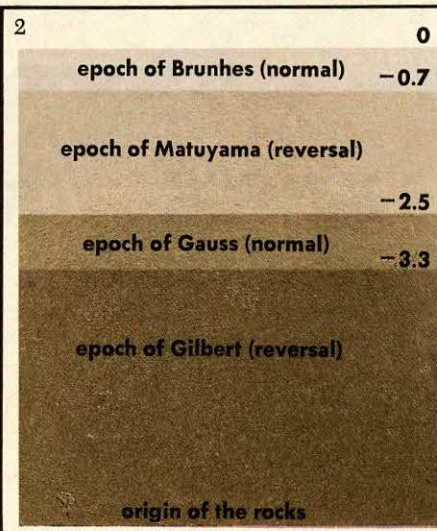 2
0
epoch of Brunhes (normal) −0.7
epoch of Matuyama (reversal)
−2.5
epoch of Gauss (normal) −3.3
epoch of Gilbert (reversal)
origin of the rocks